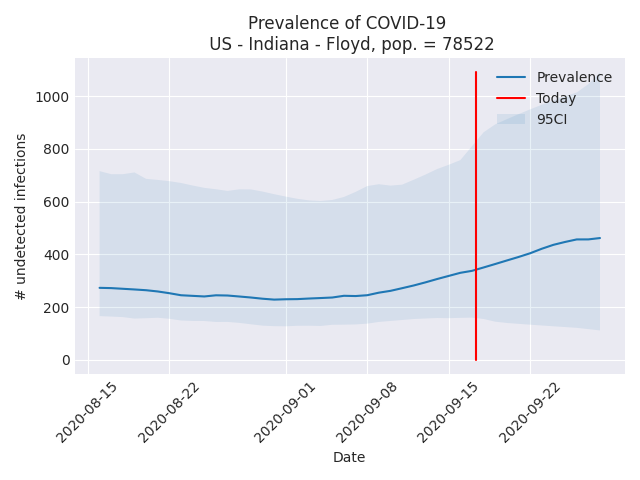 Prevalence of COVID-19
US - Indiana - Floyd, pop. = 78522
Prevalence
Today
95CI
1000
800
600
400
200
0
# undetected infections
2020-08-15
2020-08-22
2020-09-01
2020-09-08
2020-09-15
2020-09-22
Date